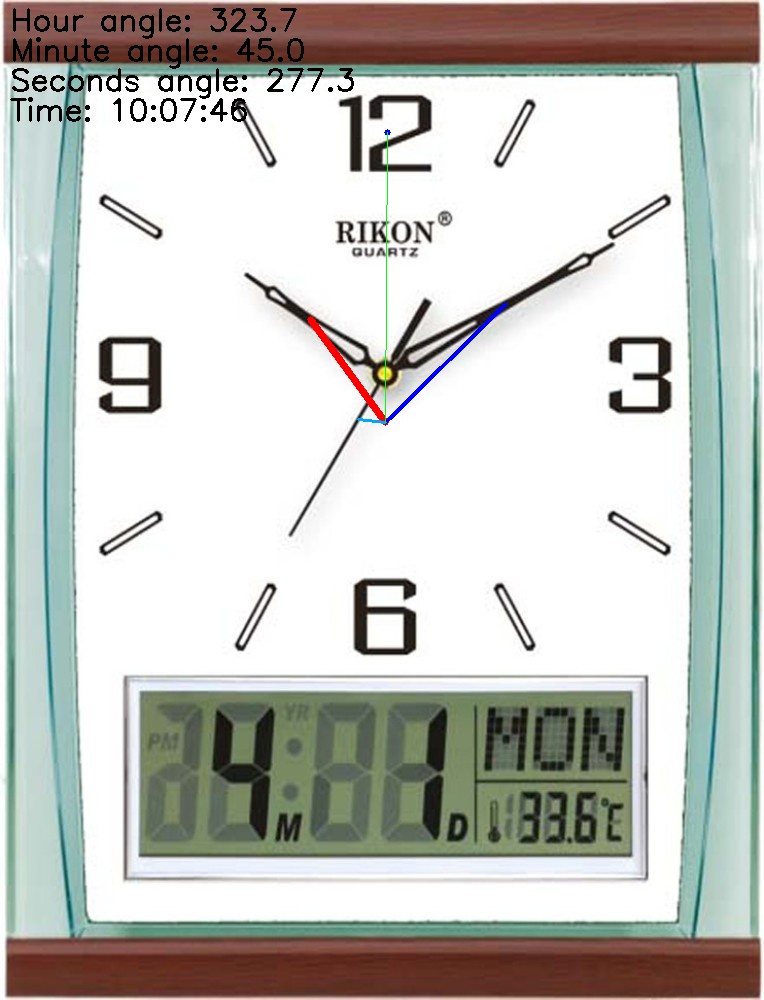 Hour angle: 323.7
Minute angle: 45.0
Seconds angle: 277.3
Time: 10:07:46
12
RIKON®
QUARTZ
9
3
6
PM
YR
4 M 1 D
MON
33.6°C